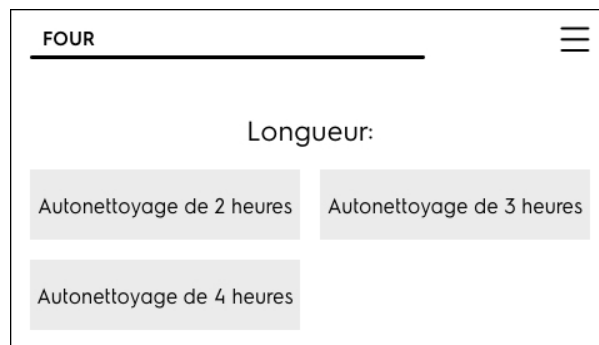 FOUR
Longueur:
Autonettoyage de 2 heures
Autonettoyage de 3 heures
Autonettoyage de 4 heures